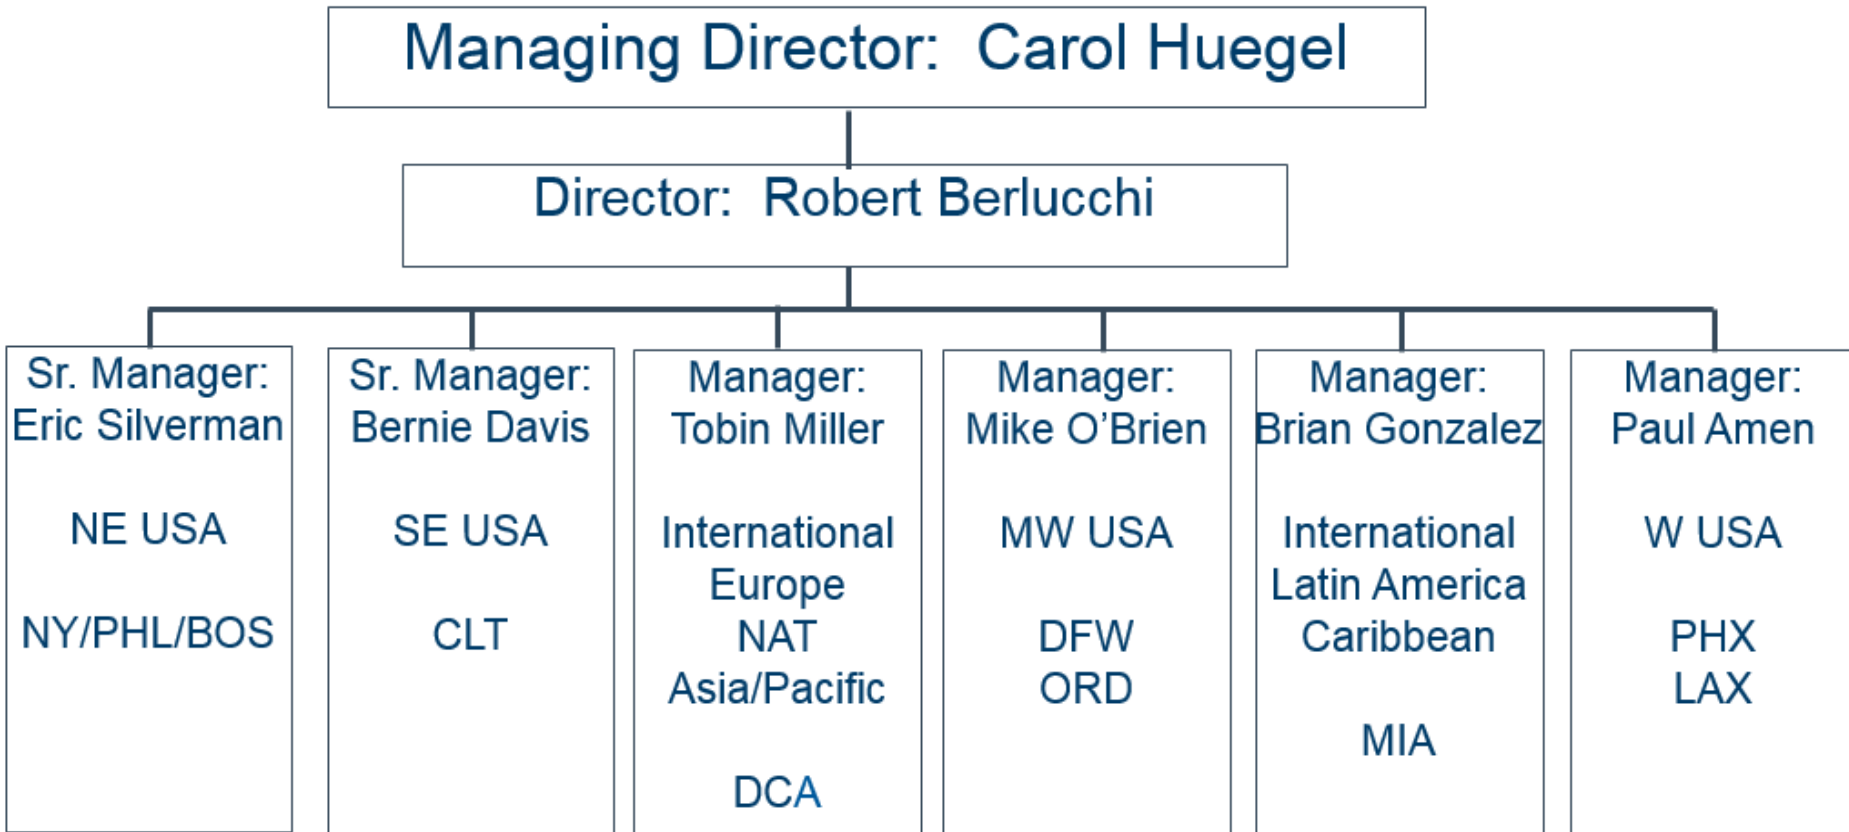 Managing Director: Carol Huegel
Director: Robert Berlucchi
Sr. Manager:
Eric Silverman
NE USA
NY/PHL/BOS
Sr. Manager:
Bernie Davis
SE USA
CLT
Manager:
Tobin Miller
International
Europe
NAT
Asia/Pacific
DCA
Manager:
Mike O’Brien
MW USA
DFW
ORD
Manager:
Brian Gonzalez
International
Latin America
Caribbean
MIA
Manager:
Paul Amen
W USA
PHX
LAX